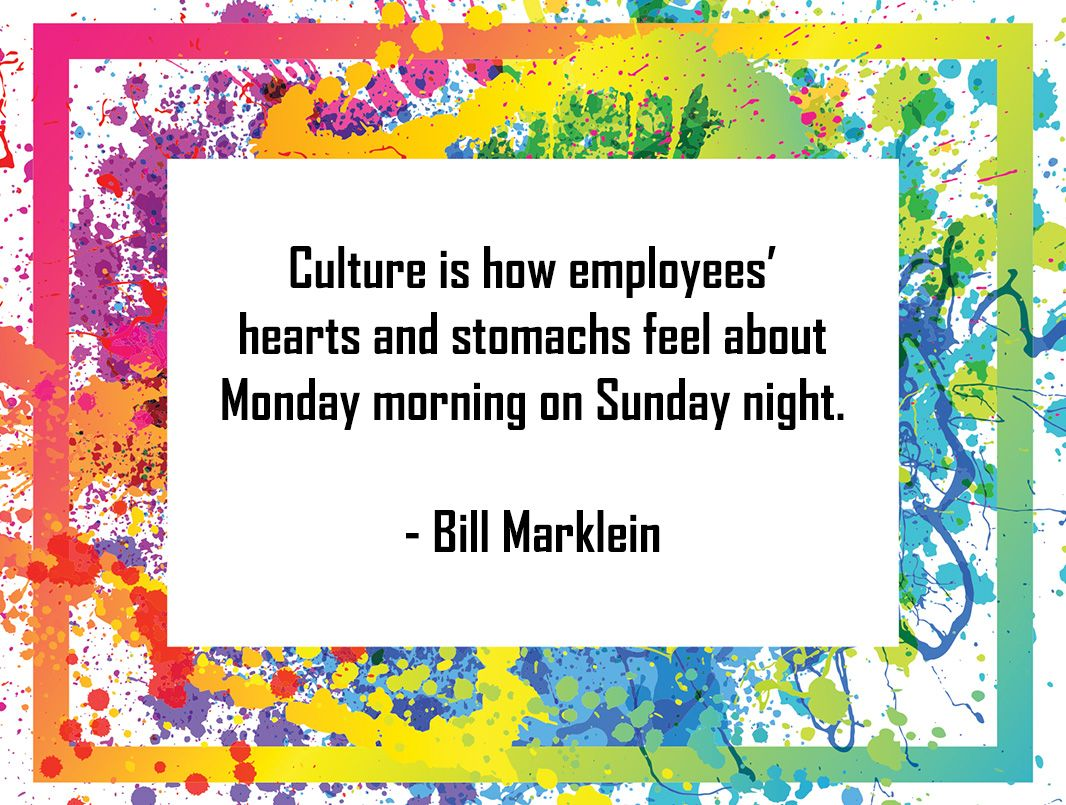 Culture is how employees’
hearts and stomachs feel about
Monday morning on Sunday night.
- Bill Marklein